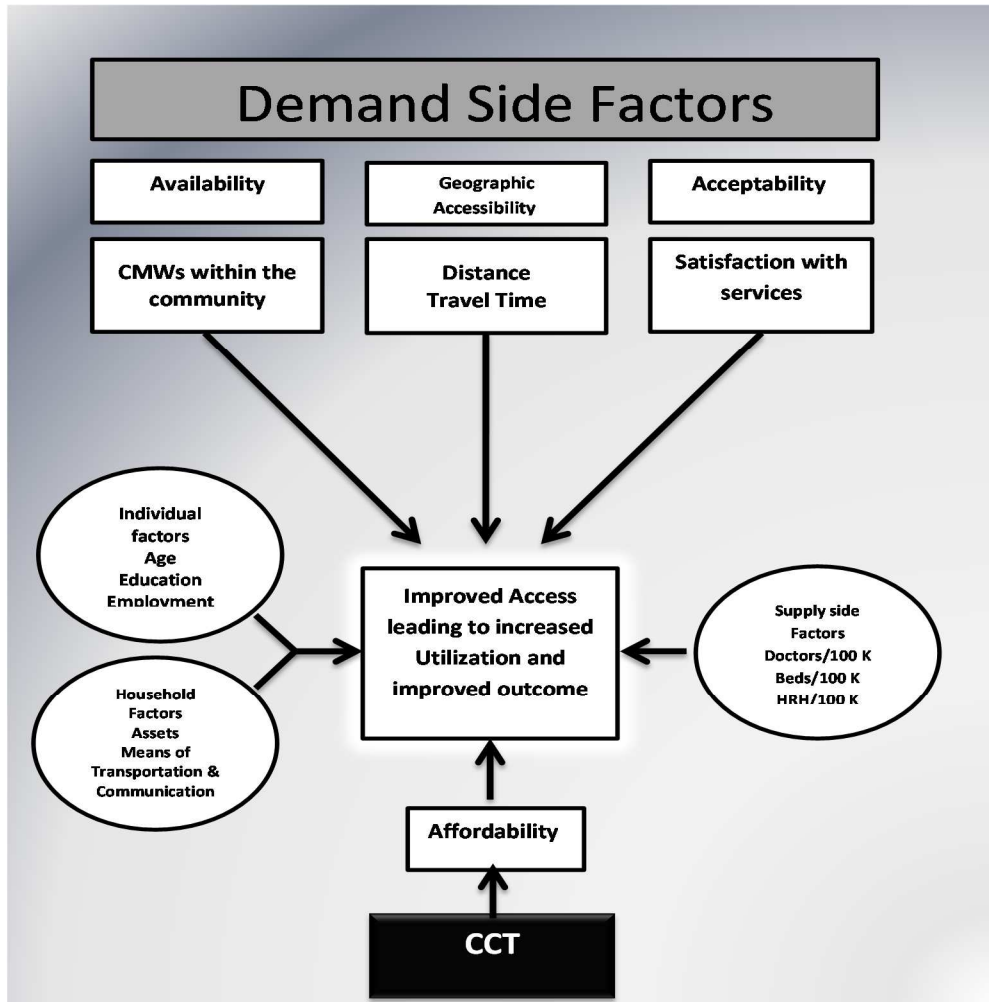 Demand Side Factors
Availability
Geographic
Accessibility
Acceptability
CMWs within the
community
Distance
Travel Time
Satisfaction with
services
Individual
factors
Age
Education
Employment
Household
Factors
Assets
Means of
Transportation &
Communication
Improved Access
leading to increased
Utilization and
improved outcome
Supply side
Factors
Doctors/100 K
Beds/100 K
HRH/100 K
Affordability
CCT